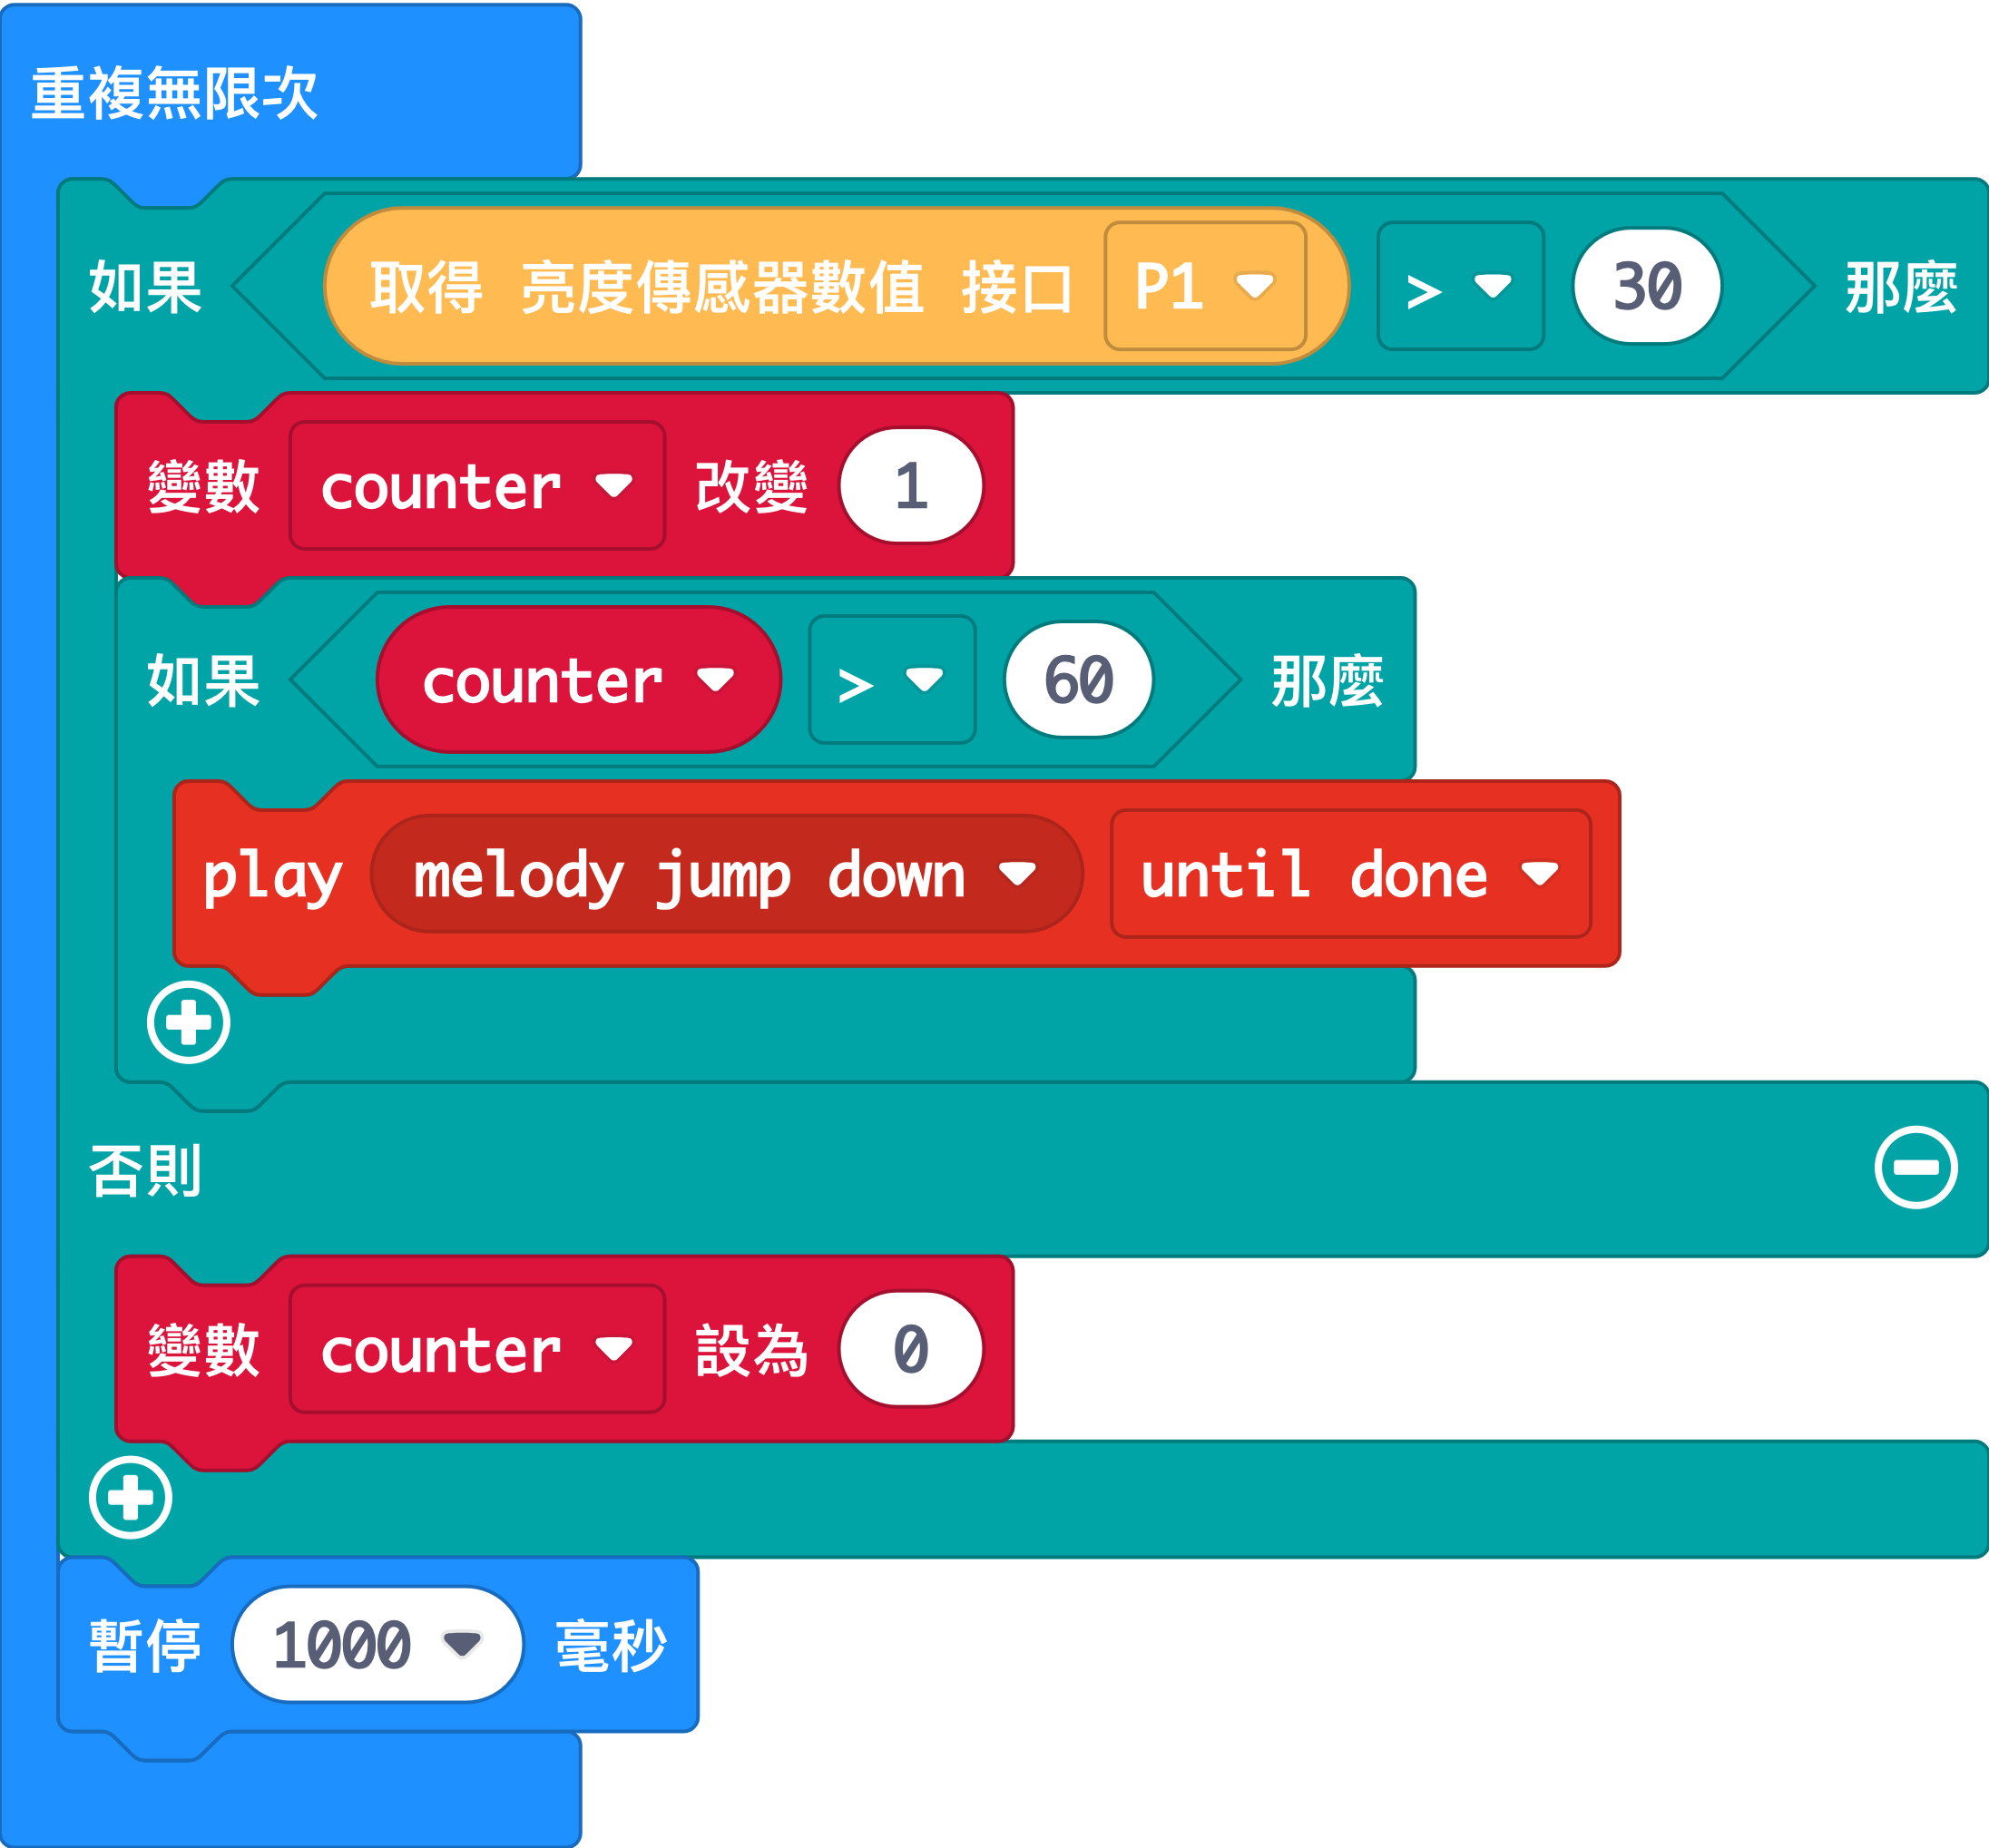 重複無限次
如果 取得 亮度傳感器數值 接口 P1 > 30 那麼
變數 counter 改變 1
如果 counter > 60 那麼
play melody jump down until done
否則
變數 counter 設為 0
暫停 1000 毫秒